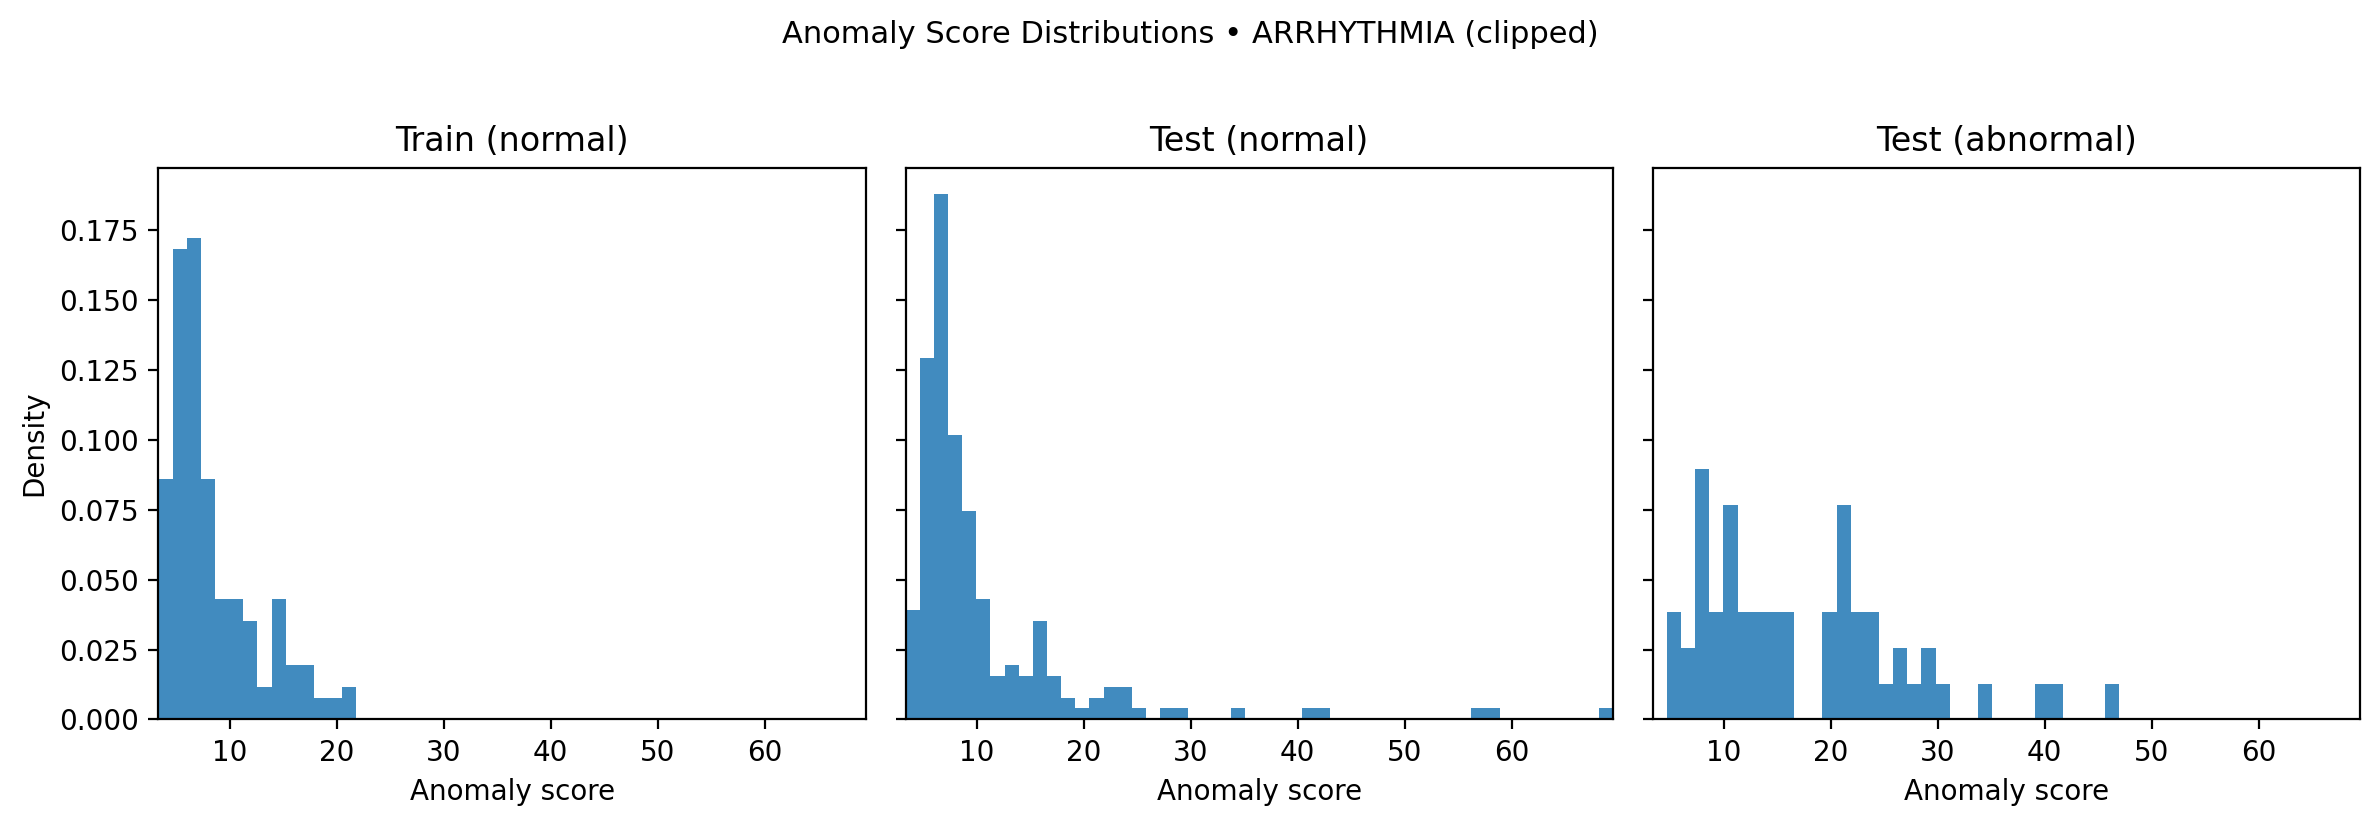 Anomaly Score Distributions • ARRHYTHMIA (clipped)
Train (normal)
Test (normal)
Test (abnormal)
Density
0.175
0.150
0.125
0.100
0.075
0.050
0.025
0.000
10 20 30 40 50 60
10 20 30 40 50 60
10 20 30 40 50 60
Anomaly score
Anomaly score
Anomaly score